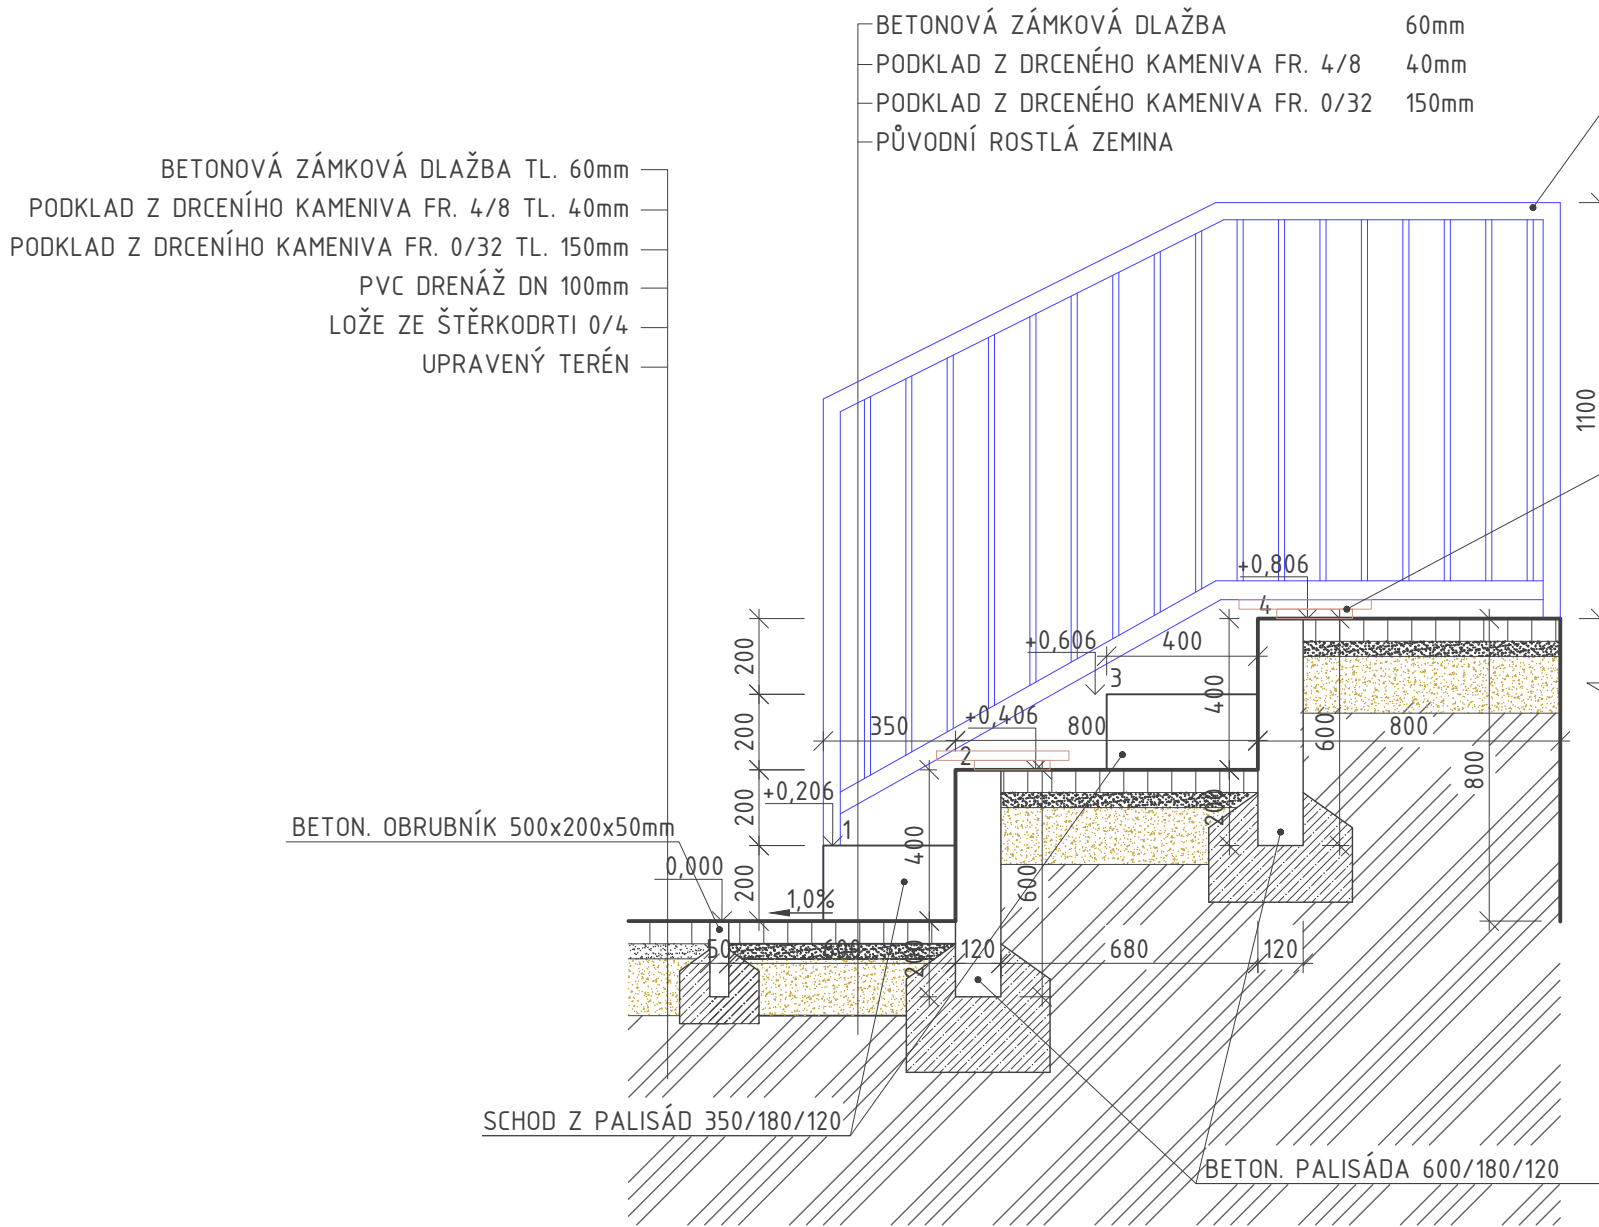 BETONOVÁ ZÁMKOVÁ DLAŽBA 60mm
PODKLAD Z DRCENÉHO KAMENIVA FR. 4/8 40mm
PODKLAD Z DRCENÉHO KAMENIVA FR. 0/32 150mm
PŮVODNÍ ROSTLÁ ZEMINA
BETONOVÁ ZÁMKOVÁ DLAŽBA TL. 60mm
PODKLAD Z DRCENÍHO KAMENIVA FR. 4/8 TL. 40mm
PODKLAD Z DRCENÍHO KAMENIVA FR. 0/32 TL. 150mm
PVC DRENÁŽ DN 100mm
LOŽE ZE ŠTĚRKODRTI 0/4
UPRAVENÝ TERÉN
1100
+0,806
4
+0,606
400
3
200
400
600
800
800
+0,406
350
800
2
200
+0,206
1
200
200
400
600
200
BETON. OBRUBNÍK 500x200x50mm
0,000
1,0%
50
600
120
680
120
200
SCHOD Z PALISÁD 350/180/120
BETON. PALISÁDA 600/180/120